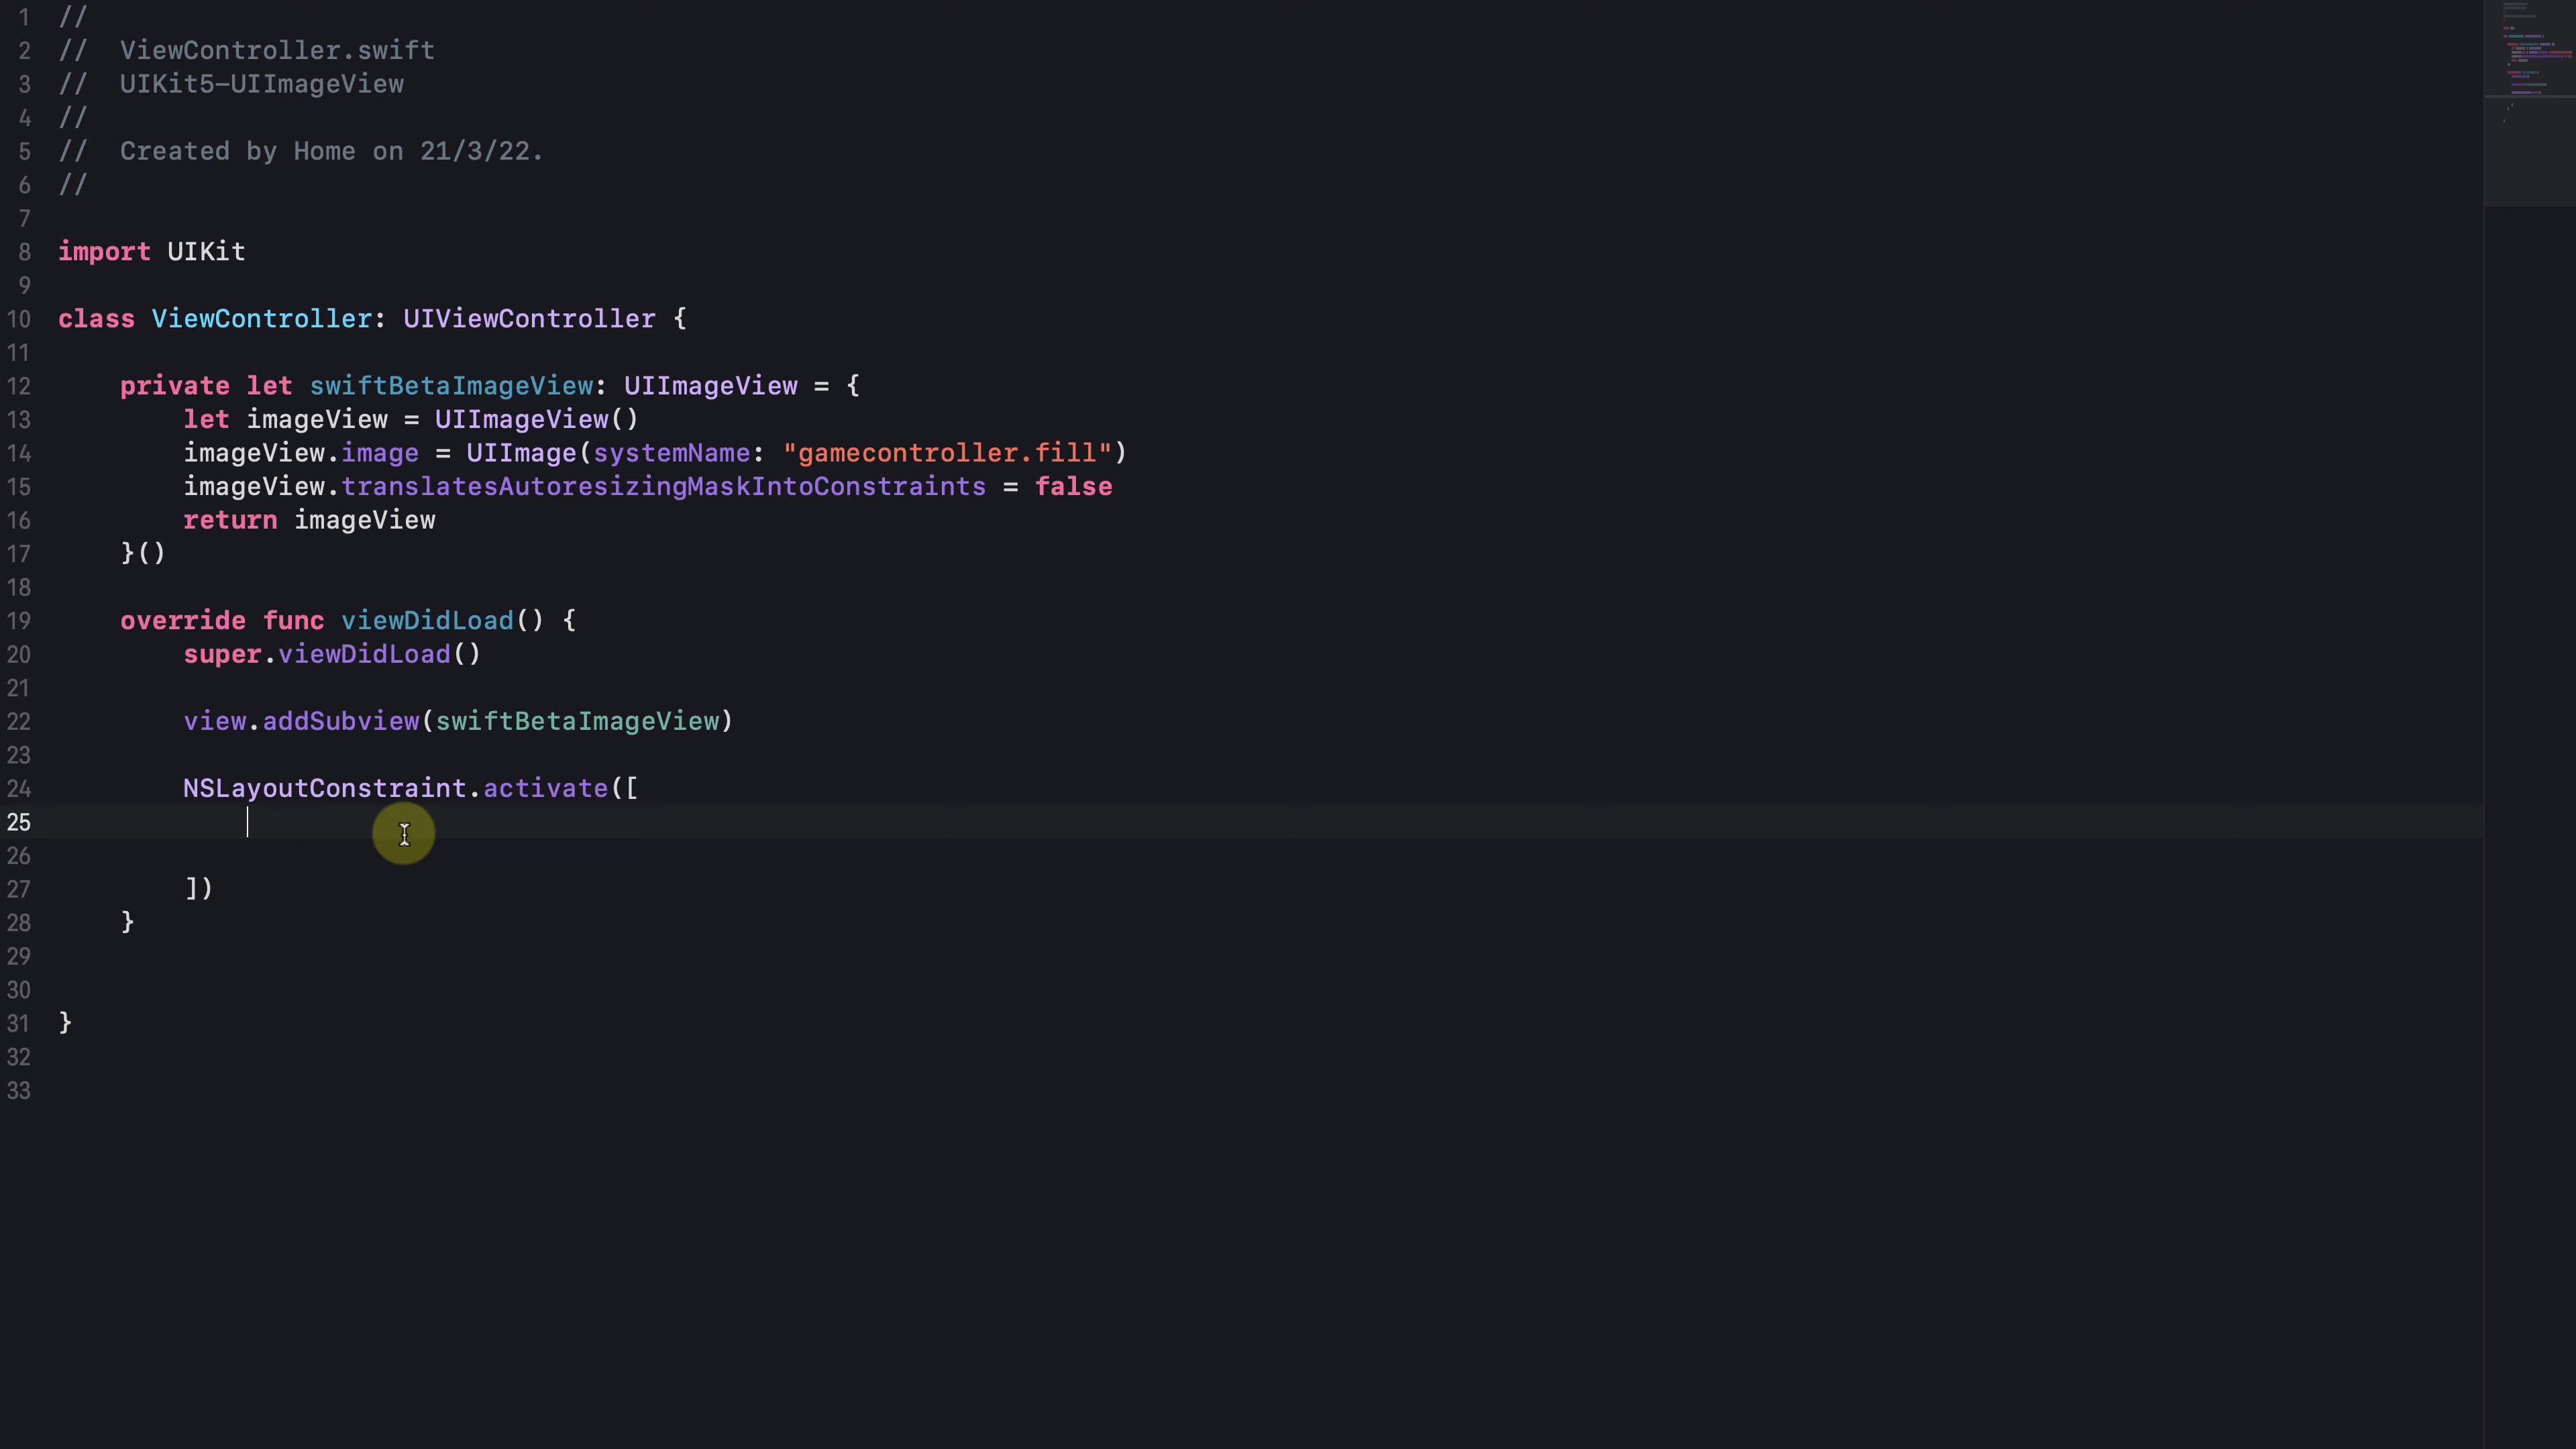 1 //
2 //  ViewController.swift
3 //  UIKit5-UIImageView
4 //
5 //  Created by Home on 21/3/22.
6 //
7
8 import UIKit
9
10 class ViewController: UIViewController {
11
12     private let swiftBetaImageView: UIImageView = {
13         let imageView = UIImageView()
14         imageView.image = UIImage(systemName: "gamecontroller.fill")
15         imageView.translatesAutoresizingMaskIntoConstraints = false
16         return imageView
17     }()
18
19     override func viewDidLoad() {
20         super.viewDidLoad()
21
22         view.addSubview(swiftBetaImageView)
23
24         NSLayoutConstraint.activate([
25
26
27         ])
28     }
29
30
31 }
32
33